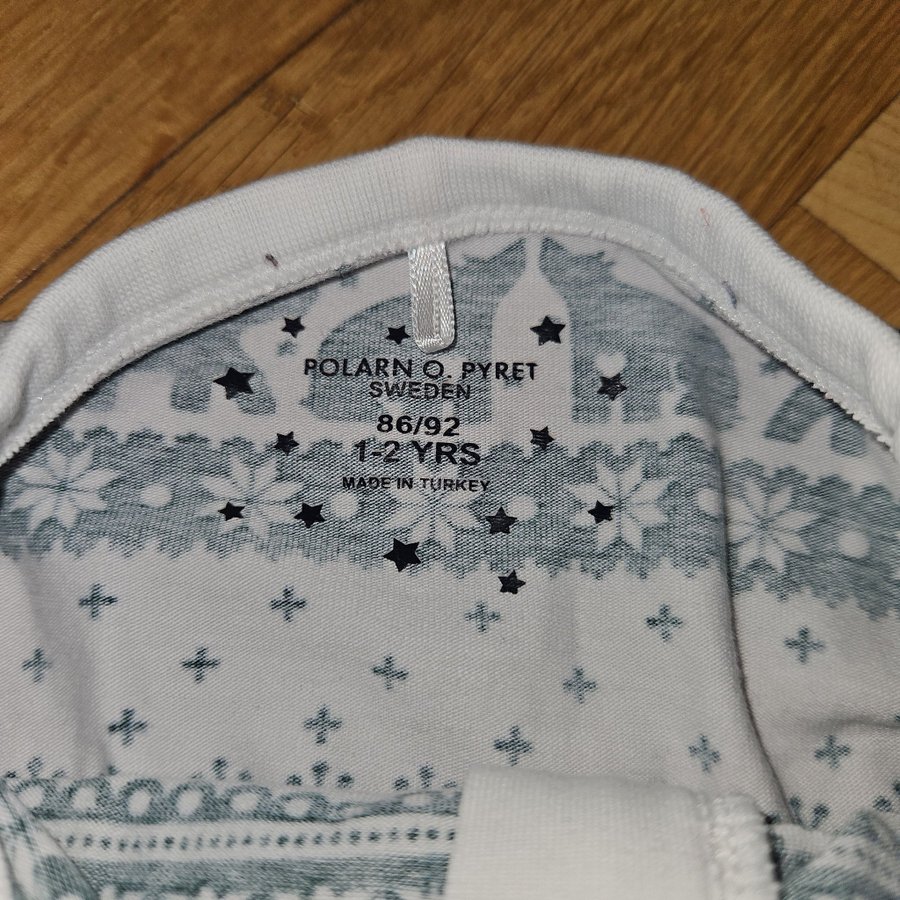 POLARN O. PYRET
SWEDEN
86/92
1-2 YRS
MADE IN TURKEY